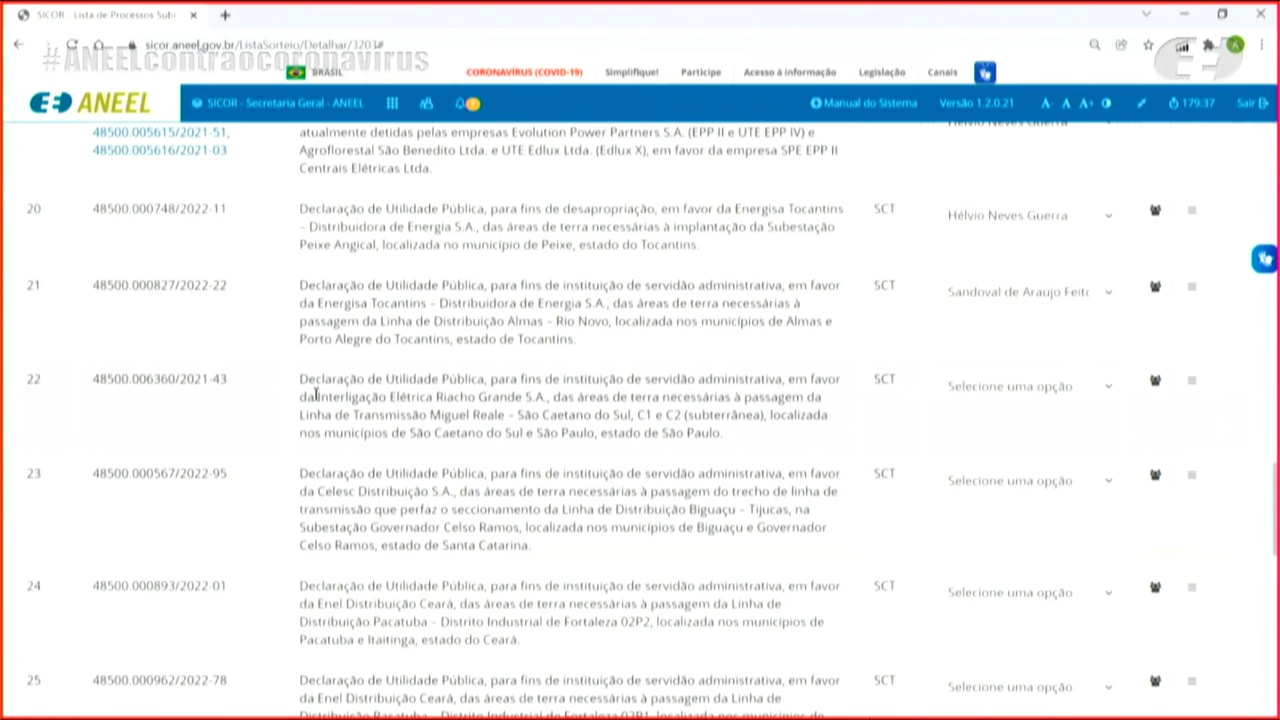 SICOR - Lista de Processos Sub
sicor.aneel.gov.br/ListaSorteio/Detalhar/3203#
#ANEELcontraocoronavirus
BRASIL CORONAVÍRUS (COVID-19) Simplifique! Participe Acesso à informação Legislação Canais
ANEEL SICOR - Secretaria Geral - ANEEL Manual do Sistema Versão 1.2.0.21 A- A A+ 179:37 Sair
48500.005615/2021-51, atualmente detidas pelas empresas Evolution Power Partners S.A. (EPP II e UTE EPP IV) e Hélvio Neves Guerra
48500.005616/2021-03 Agroflorestal São Benedito Ltda. e UTE Edlux Ltda. (Edlux X), em favor da empresa SPE EPP II
Centrais Elétricas Ltda.
20 48500.000748/2022-11 Declaração de Utilidade Pública, para fins de desapropriação, em favor da Energisa Tocantins SCT Hélvio Neves Guerra
- Distribuidora de Energia S.A., das áreas de terra necessárias à implantação da Subestação
Peixe Angical, localizada no município de Peixe, estado do Tocantins.
21 48500.000827/2022-22 Declaração de Utilidade Pública, para fins de instituição de servidão administrativa, em favor SCT Sandoval de Araujo Feito
da Energisa Tocantins - Distribuidora de Energia S.A., das áreas de terra necessárias à
passagem da Linha de Distribuição Almas - Rio Novo, localizada nos municípios de Almas e
Porto Alegre do Tocantins, estado de Tocantins.
22 48500.006360/2021-43 Declaração de Utilidade Pública, para fins de instituição de servidão administrativa, em favor SCT Selecione uma opção
da Interligação Elétrica Riacho Grande S.A., das áreas de terra necessárias à passagem da
Linha de Transmissão Miguel Reale - São Caetano do Sul, C1 e C2 (subterrânea), localizada
nos municípios de São Caetano do Sul e São Paulo, estado de São Paulo.
23 48500.000567/2022-95 Declaração de Utilidade Pública, para fins de instituição de servidão administrativa, em favor SCT Selecione uma opção
da Celesc Distribuição S.A., das áreas de terra necessárias à passagem do trecho de linha de
transmissão que perfaz o seccionamento da Linha de Distribuição Biguaçu - Tijucas, na
Subestação Governador Celso Ramos, localizada nos municípios de Biguaçu e Governador
Celso Ramos, estado de Santa Catarina.
24 48500.000893/2022-01 Declaração de Utilidade Pública, para fins de instituição de servidão administrativa, em favor SCT Selecione uma opção
da Enel Distribuição Ceará, das áreas de terra necessárias à passagem da Linha de
Distribuição Pacatuba - Distrito Industrial de Fortaleza 02P2, localizada nos municípios de
Pacatuba e Itaitinga, estado do Ceará.
25 48500.000962/2022-78 Declaração de Utilidade Pública, para fins de instituição de servidão administrativa, em favor SCT Selecione uma opção
da Enel Distribuição Ceará, das áreas de terra necessárias à passagem da Linha de
Distribuição Pacatuba - Distrito Industrial de Fortaleza 02P1, localizada nos municípios de